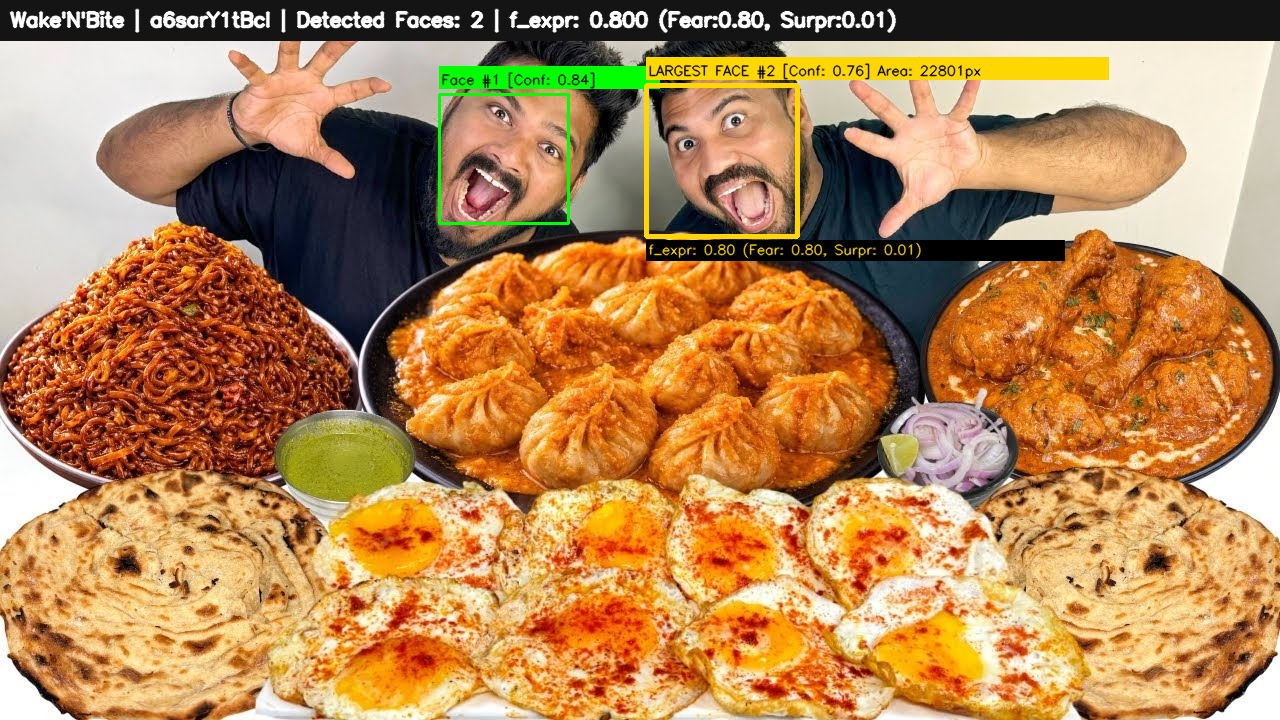 Wake'N'Bite | a6sarY1tBcI | Detected Faces: 2 | f_expr: 0.800 (Fear:0.80, Surpr:0.01)
LARGEST FACE #2 [Conf: 0.76] Area: 22801px
Face #1 [Conf: 0.84]
f_expr: 0.80 (Fear: 0.80, Surpr: 0.01)